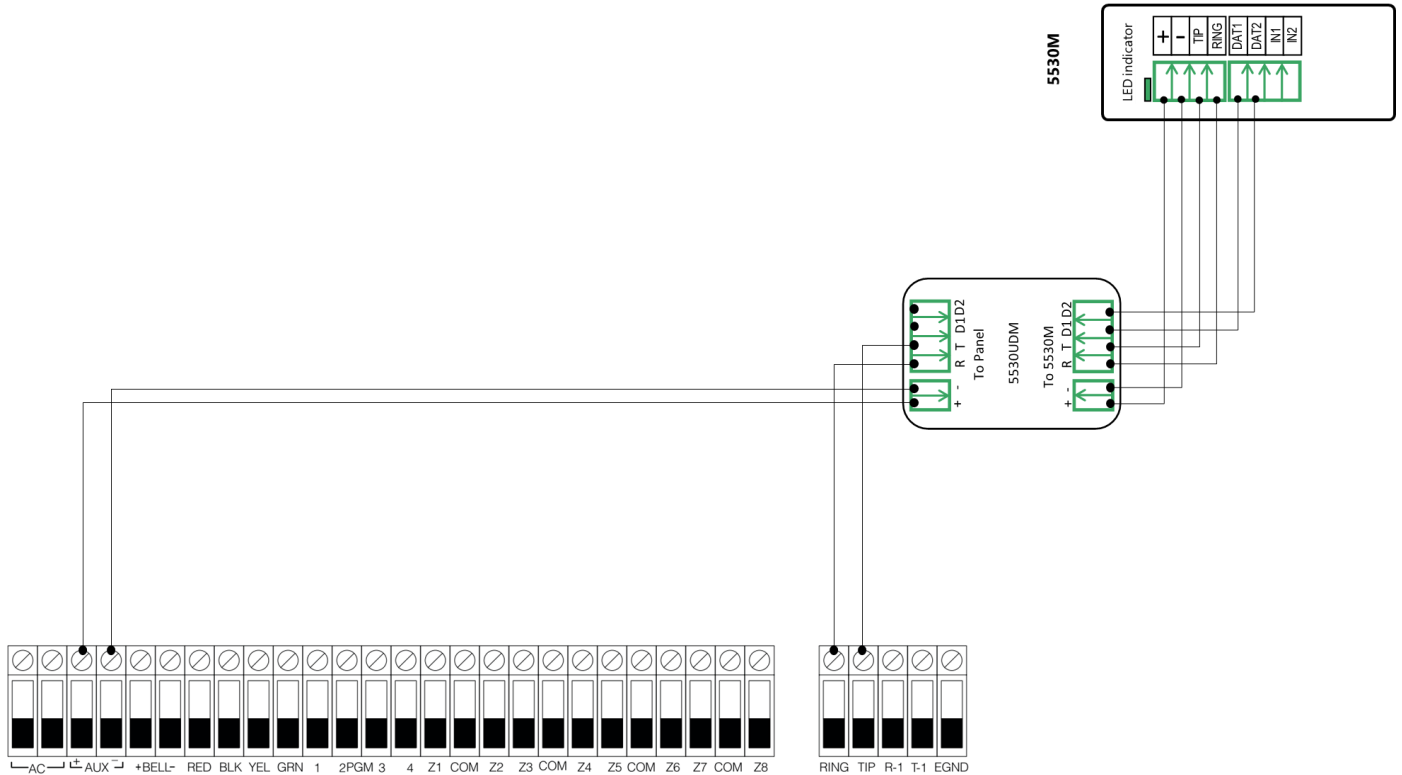 5530M
LED indicator
+
-
TIP
RING
DAT1
DAT2
IN1
IN2
+ - R T D1 D2
To Panel
5530UDM
To 5530M
+ - R T D1 D2
AC + AUX - +BELL- RED BLK YEL GRN 1 2PGM 3 4 Z1 COM Z2 Z3 COM Z4 Z5 COM Z6 Z7 COM Z8
RING TIP R-1 T-1 EGND